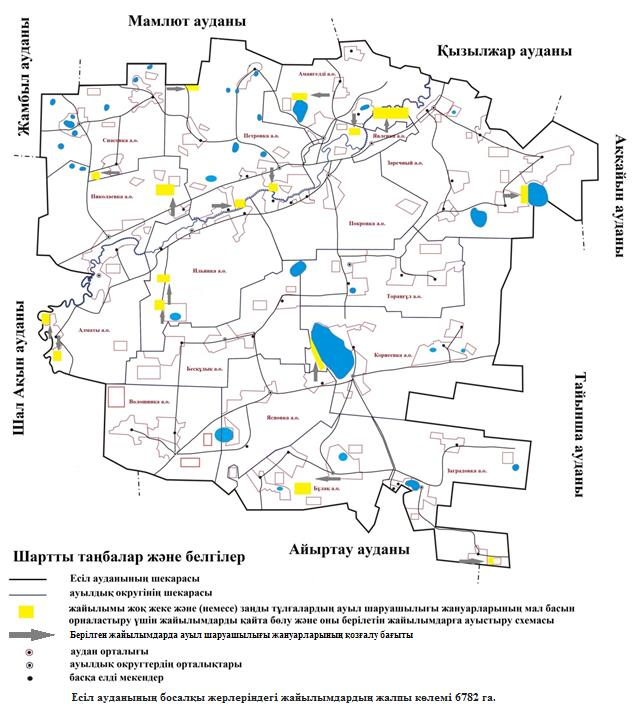 Мамлют ауданы
Қызылжар ауданы
Жамбыл ауданы
Аққайын ауданы
Амангелді а.о.
Спасовка а.о.
Петровка а.о.
Явленка а.о.
Заречный а.о.
Николаевка а.о.
Покровка а.о.
Ильинка а.о.
Торанғұл а.о.
Алматы а.о.
Шал Ақын ауданы
Бесқұдық а.о.
Корнеевка а.о.
Тайынша ауданы
Волошинка а.о.
Ясновка а.о.
Заградовка а.о.
Бұлақ а.о.
Айыртау ауданы
Шартты таңбалар және белгілер
Есіл ауданының шекарасы
ауылдық округінің шекарасы
жайылымы жоқ жеке және (немесе) заңды тұлғалардың ауыл шаруашылығы жануарларының мал басын
орналастыру үшін жайылымдарды қайта бөлу және оны берілетін жайылымдарға ауыстыру схемасы
Берілген жайылымдарда ауыл шаруашылығы жануарларының козғалу бағыты
аудан орталығы
ауылдық округтердің орталықтары
басқа елді мекендер
Есіл ауданының босалқы жерлеріндегі жайылымдардың жалпы көлемі 6782 га.